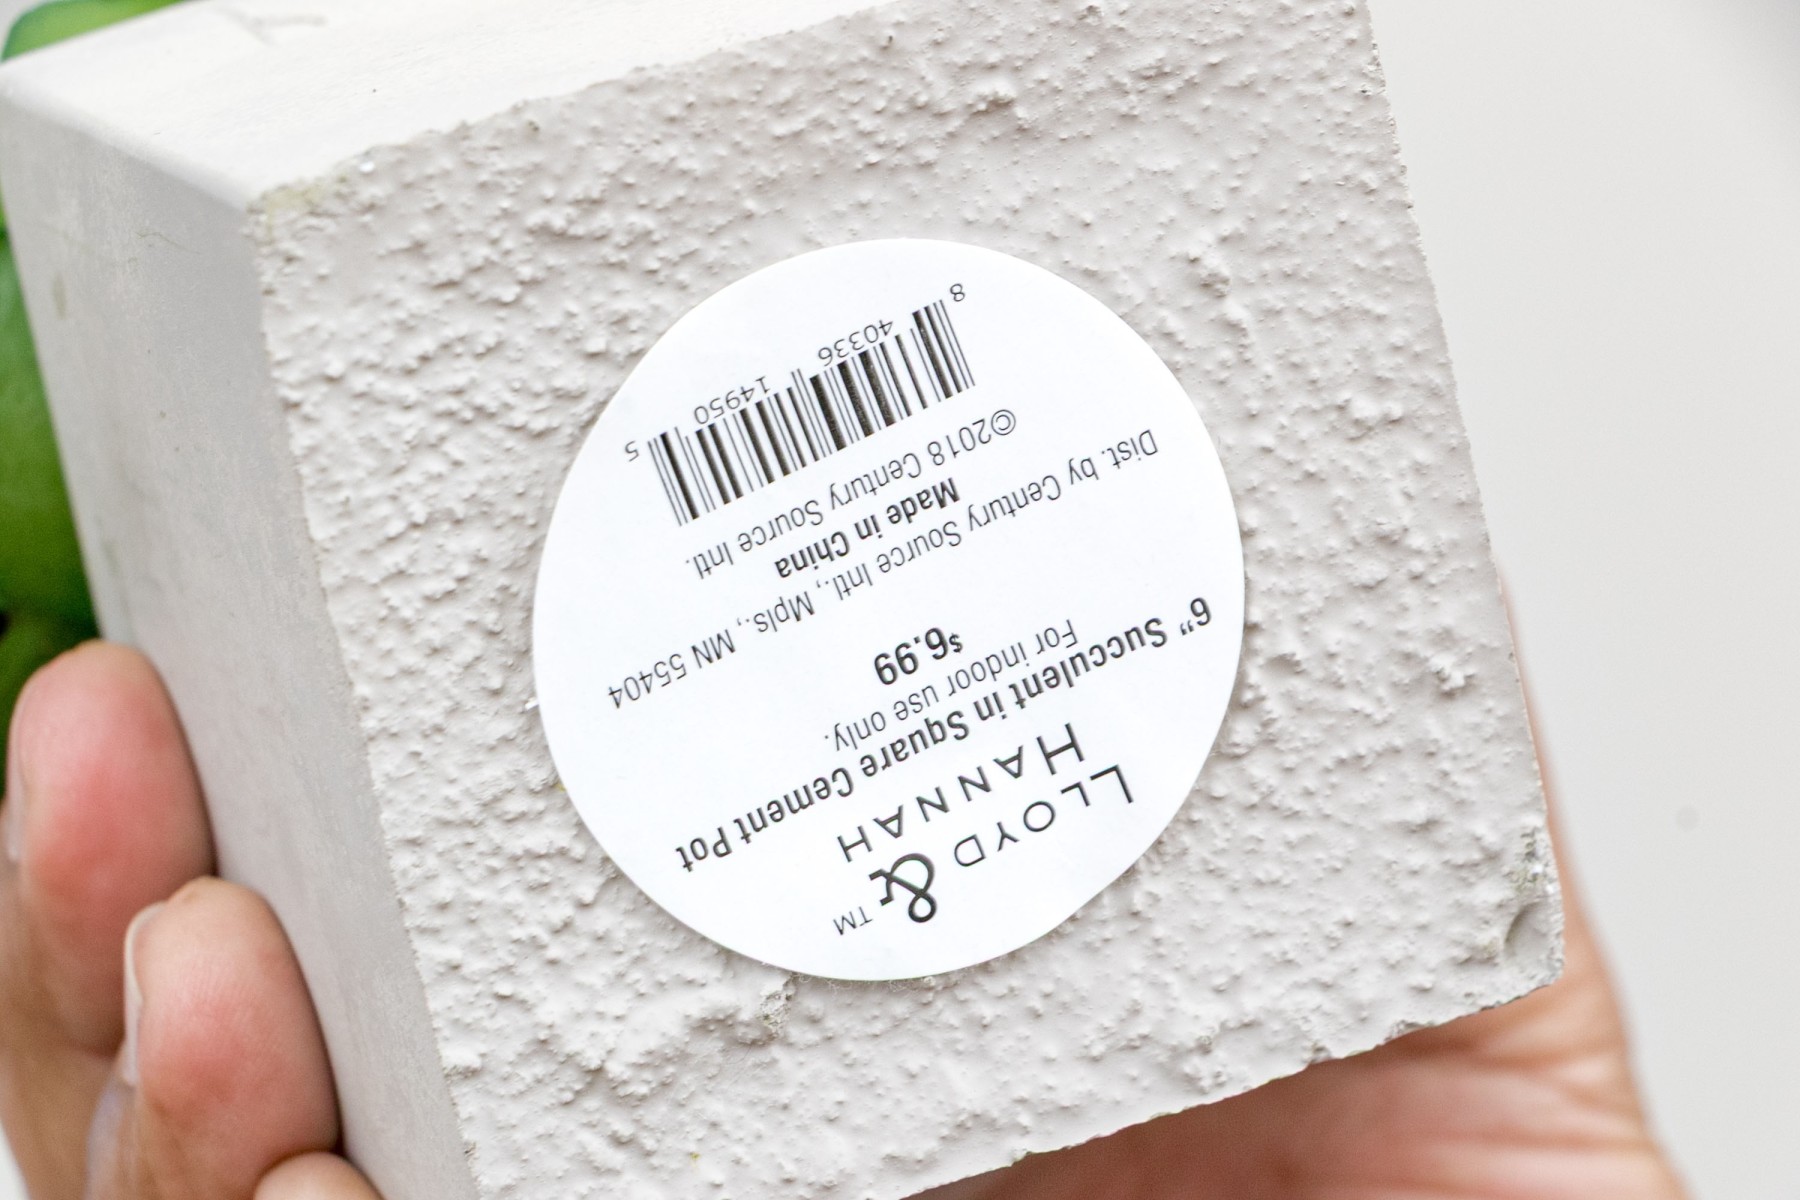 LLOYD &™
HANNAH
6” Succulent in Square Cement Pot
For indoor use only.
$6.99
Dist. by Century Source Intl., Mpls., MN 55404
Made in China
©2018 Century Source Intl.
8 40336 14950 5